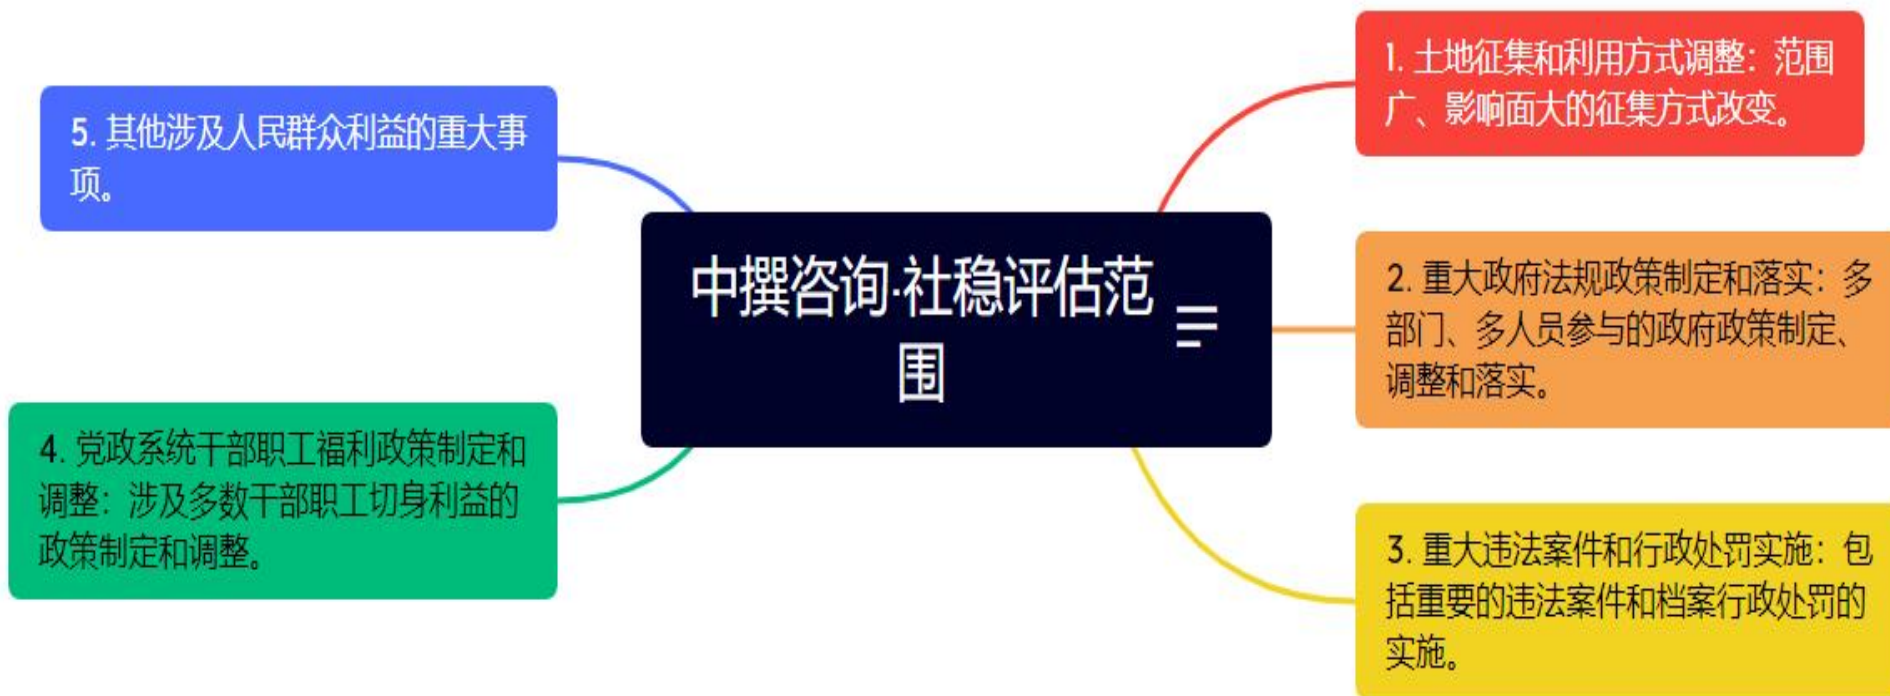 中撰咨询·社稳评估范
围
1. 土地征集和利用方式调整：范围
广、影响面大的征集方式改变。
2. 重大政府法规政策制定和落实：多
部门、多人员参与的政府政策制定、
调整和落实。
3. 重大违法案件和行政处罚实施：包
括重要的违法案件和档案行政处罚的
实施。
4. 党政系统干部职工福利政策制定和
调整：涉及多数干部职工切身利益的
政策制定和调整。
5. 其他涉及人民群众利益的重大事
项。